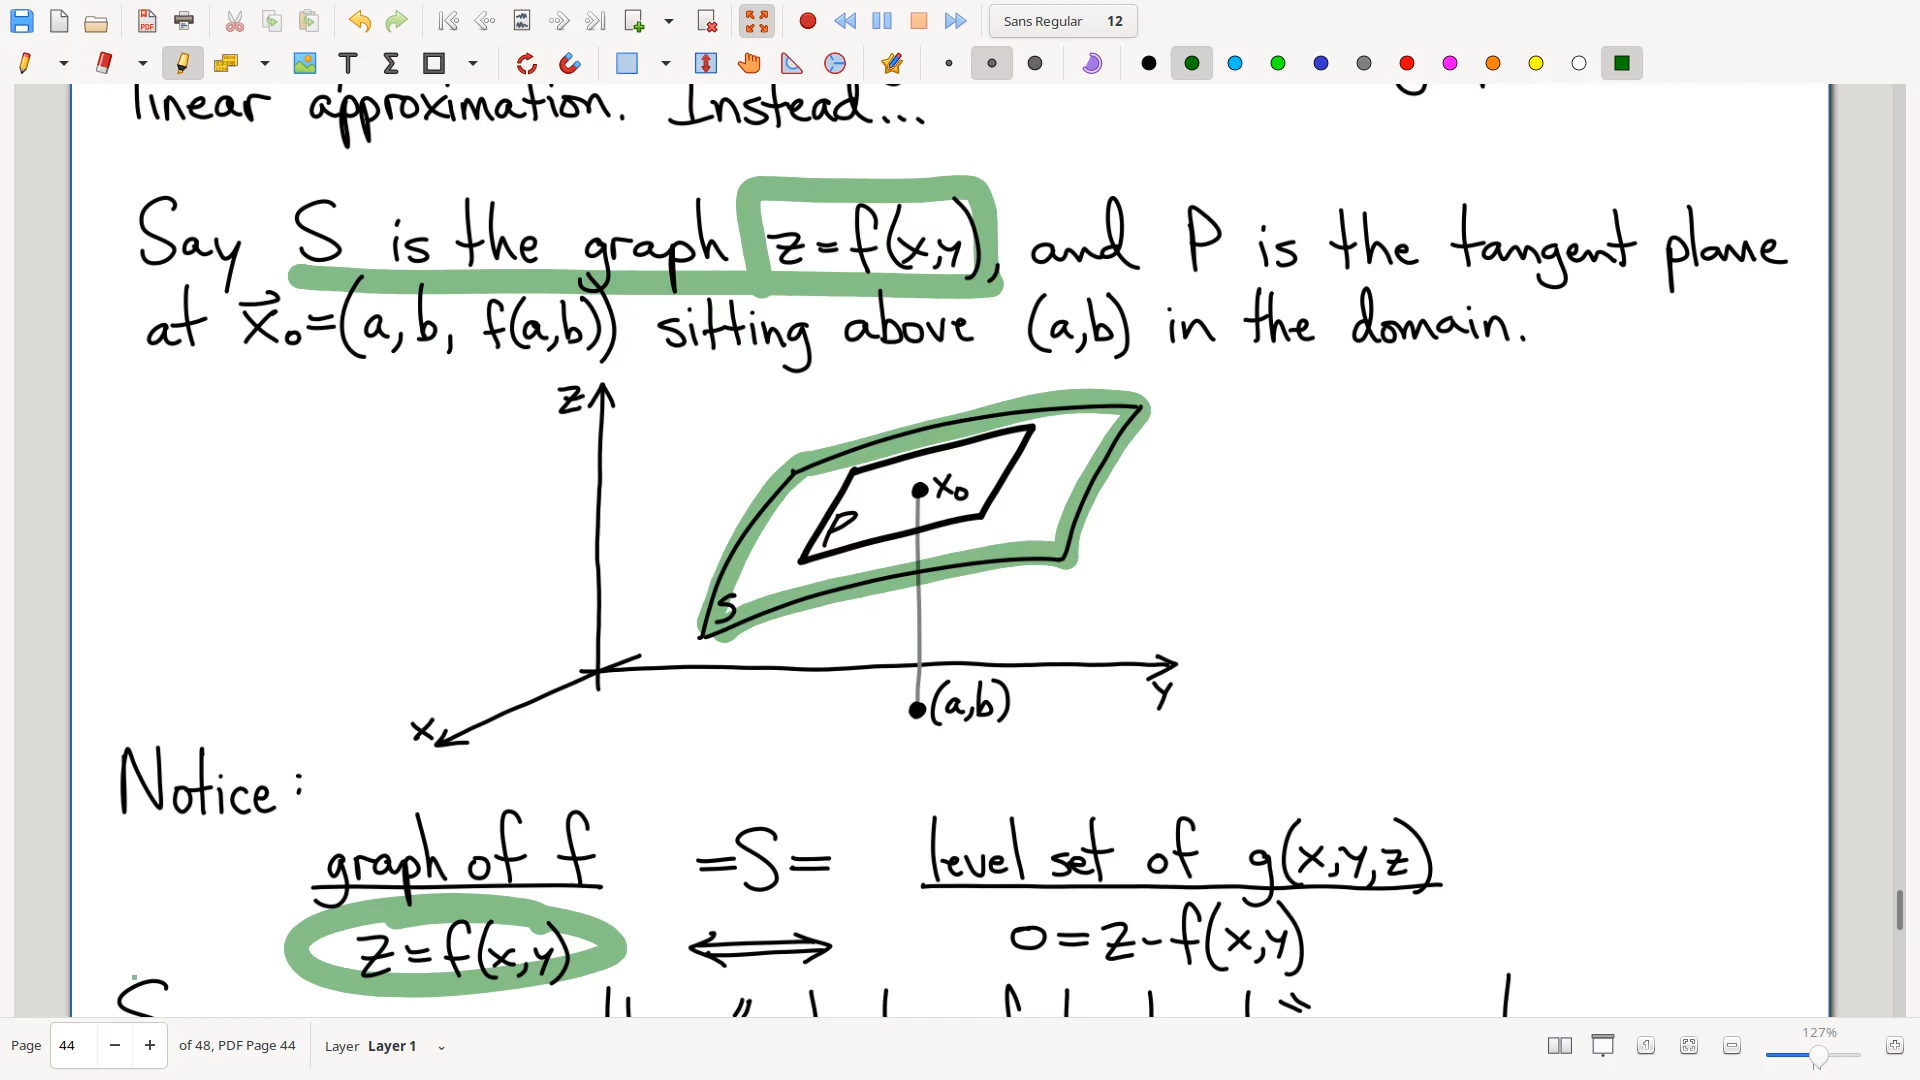 Sans Regular 12
linear approximation. Instead...
Say S is the graph z=f(x,y), and P is the tangent plane
at x⃗₀=(a,b, f(a,b)) sitting above (a,b) in the domain.
z
x₀
P
S
(a,b)
y
x
Notice:
graph of f =S= level set of g(x,y,z)
z=f(x,y) ⟺ 0=z-f(x,y)
Page 44 of 48, PDF Page 44 Layer Layer 1 127%